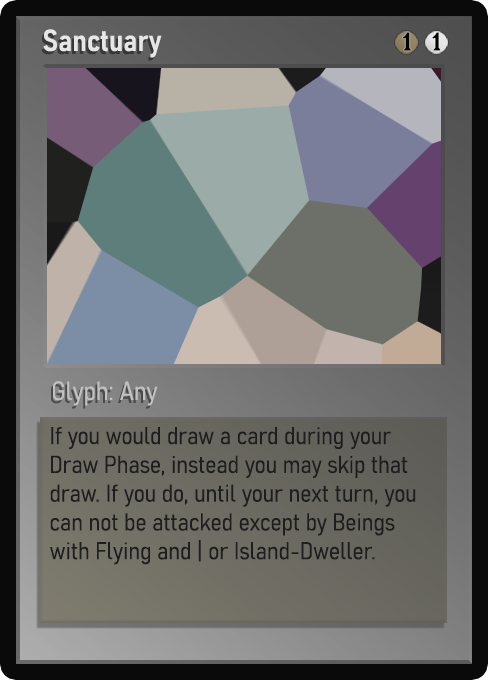 Sanctuary 1 1
Glyph: Any
If you would draw a card during your
Draw Phase, instead you may skip that
draw. If you do, until your next turn, you
can not be attacked except by Beings
with Flying and | or Island-Dweller.